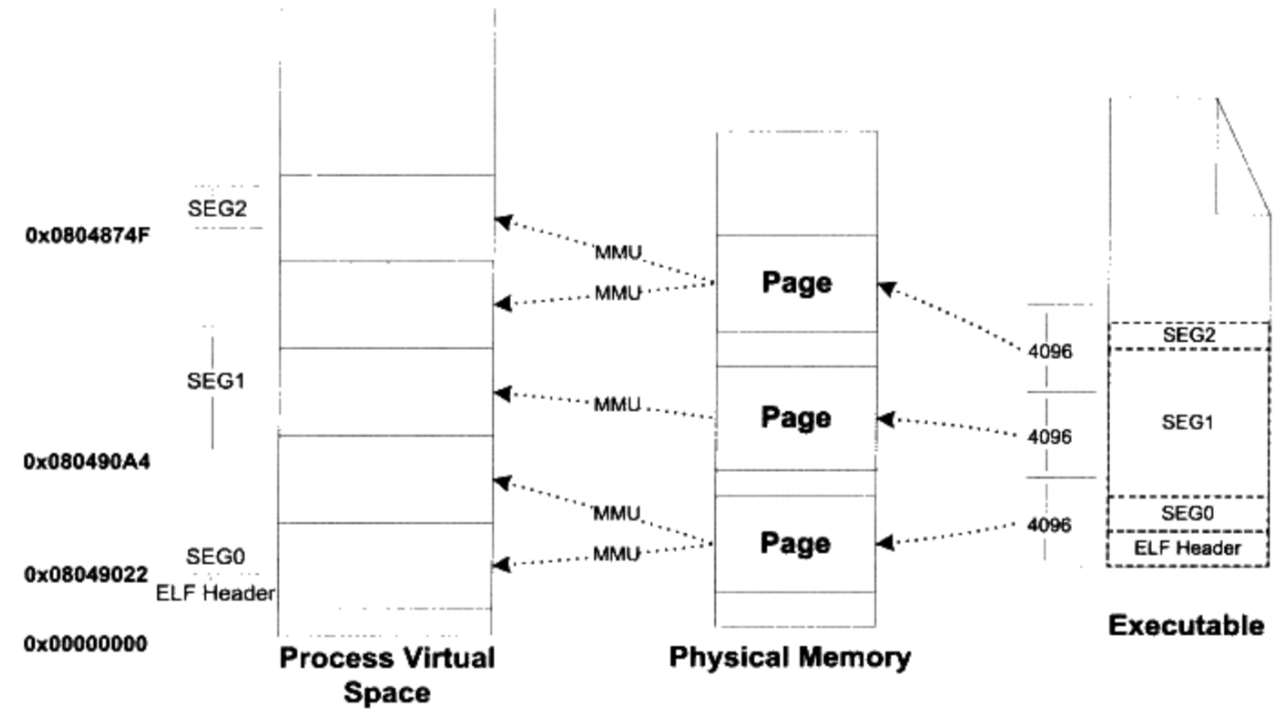 SEG2
0x0804874F
SEG1
0x080490A4
SEG0
0x08049022
ELF Header
0x00000000
Process Virtual
Space
MMU
MMU
MMU
MMU
MMU
Page
Page
Page
Physical Memory
4096
4096
4096
SEG2
SEG1
SEG0
ELF Header
Executable